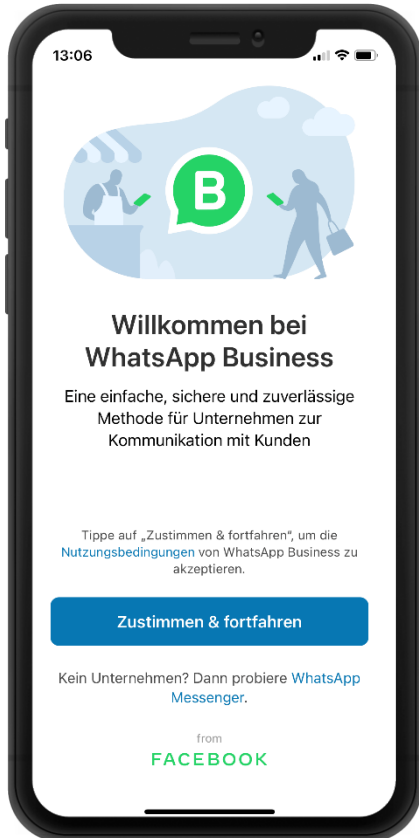 13:06
B
Willkommen bei
WhatsApp Business
Eine einfache, sichere und zuverlässige
Methode für Unternehmen zur
Kommunikation mit Kunden
Tippe auf „Zustimmen & fortfahren“, um die
Nutzungsbedingungen von WhatsApp Business zu
akzeptieren.
Zustimmen & fortfahren
Kein Unternehmen? Dann probiere WhatsApp
Messenger.
from
FACEBOOK